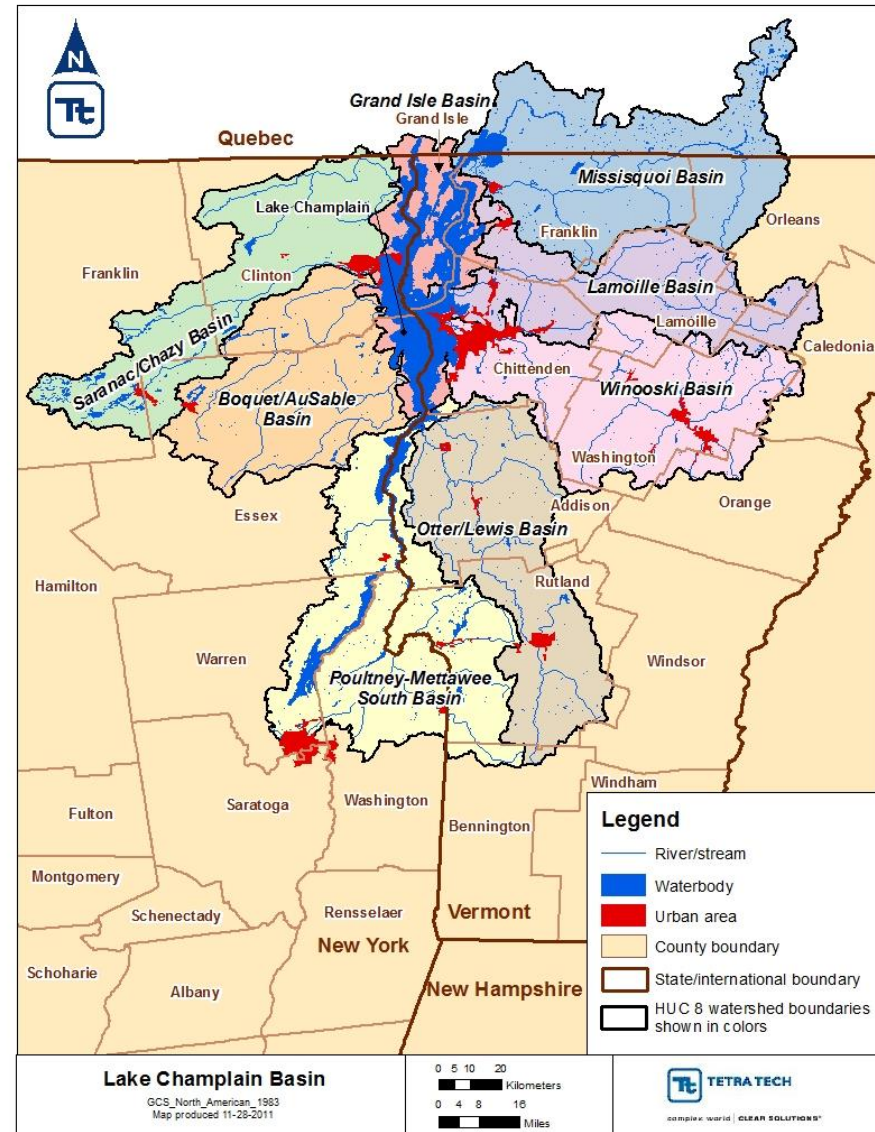 N
Tt
Grand Isle Basin
Grand Isle
Quebec
Missisquoi Basin
Lake Champlain
Orleans
Franklin
Franklin
Clinton
Lamoille Basin
Lamoille
Saranac/Chazy Basin
Caledonia
Chittenden
Winooski Basin
Boquet/AuSable
Basin
Washington
Orange
Essex
Addison
Otter/Lewis Basin
Hamilton
Rutland
Warren
Windsor
Poultney-Mettawee
South Basin
Windham
Saratoga
Washington
Fulton
Bennington
Montgomery
Schenectady
Rensselaer
Vermont
New York
Schoharie
Albany
New Hampshire
Legend
River/stream
Waterbody
Urban area
County boundary
State/international boundary
HUC 8 watershed boundaries
shown in colors
Lake Champlain Basin
GCS_North_American_1983
Map produced 11-28-2011
0 5 10 20
Kilometers
0 4 8 16
Miles
Tt TETRA TECH
complex world | CLEAR SOLUTIONS™